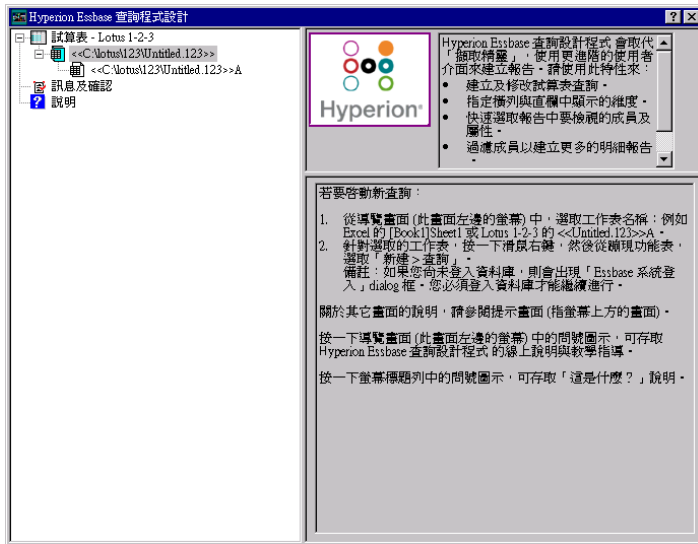 Hyperion Essbase 查詢程式設計
試算表 - Lotus 1-2-3
<<C:\lotus\123\Untitled.123>>
<<C:\lotus\123\Untitled.123>>A
訊息及確認
說明
Hyperion®
Hyperion Essbase 查詢設計程式 會取代
「擷取精靈」，使用更進階的使用者
介面來建立報告。請使用此特性來：
• 建立及修改試算表查詢。
• 指定橫列與直欄中顯示的維度。
• 快速選取報告中要檢視的成員及
屬性。
• 過濾成員以建立更多的明細報告
。
若要啓動新查詢：
1. 從導覽畫面 (此畫面左邊的螢幕) 中，選取工作表名稱：例如
Excel 的 [Book1]Sheet1 或 Lotus 1-2-3 的 <<Untitled.123>>A。
2. 針對選取的工作表，按一下滑鼠右鍵，然後從蹦現功能表，
選取「新建 > 查詢」。
備註：如果您尚未登入資料庫，則會出現「Essbase 系統登
入」dialog 框。您必須登入資料庫才能繼續進行。
關於其它畫面的說明，請參閱提示畫面 (指螢幕上方的畫面)。
按一下導覽畫面 (此畫面左邊的螢幕) 中的問號圖示，可存取
Hyperion Essbase 查詢設計程式 的線上說明與教學指導。
按一下螢幕標題列中的問號圖示，可存取「這是什麼？」說明。